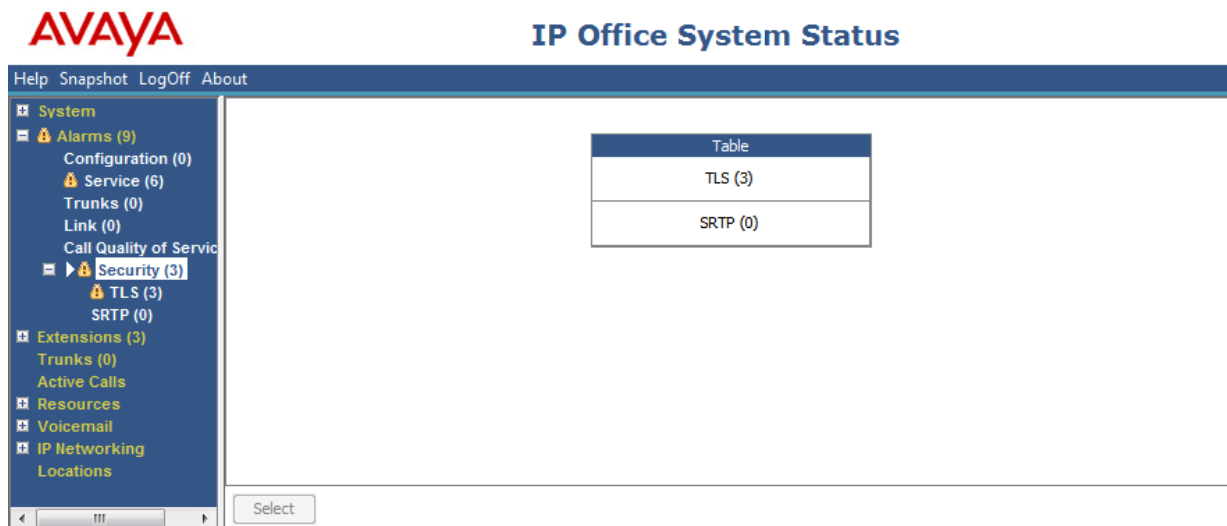 AVAYA
IP Office System Status
Help Snapshot LogOff About
System
Alarms (9)
Configuration (0)
Service (6)
Trunks (0)
Link (0)
Call Quality of Servic
Security (3)
TLS (3)
SRTP (0)
Extensions (3)
Trunks (0)
Active Calls
Resources
Voicemail
IP Networking
Locations
Table
TLS (3)
SRTP (0)
Select